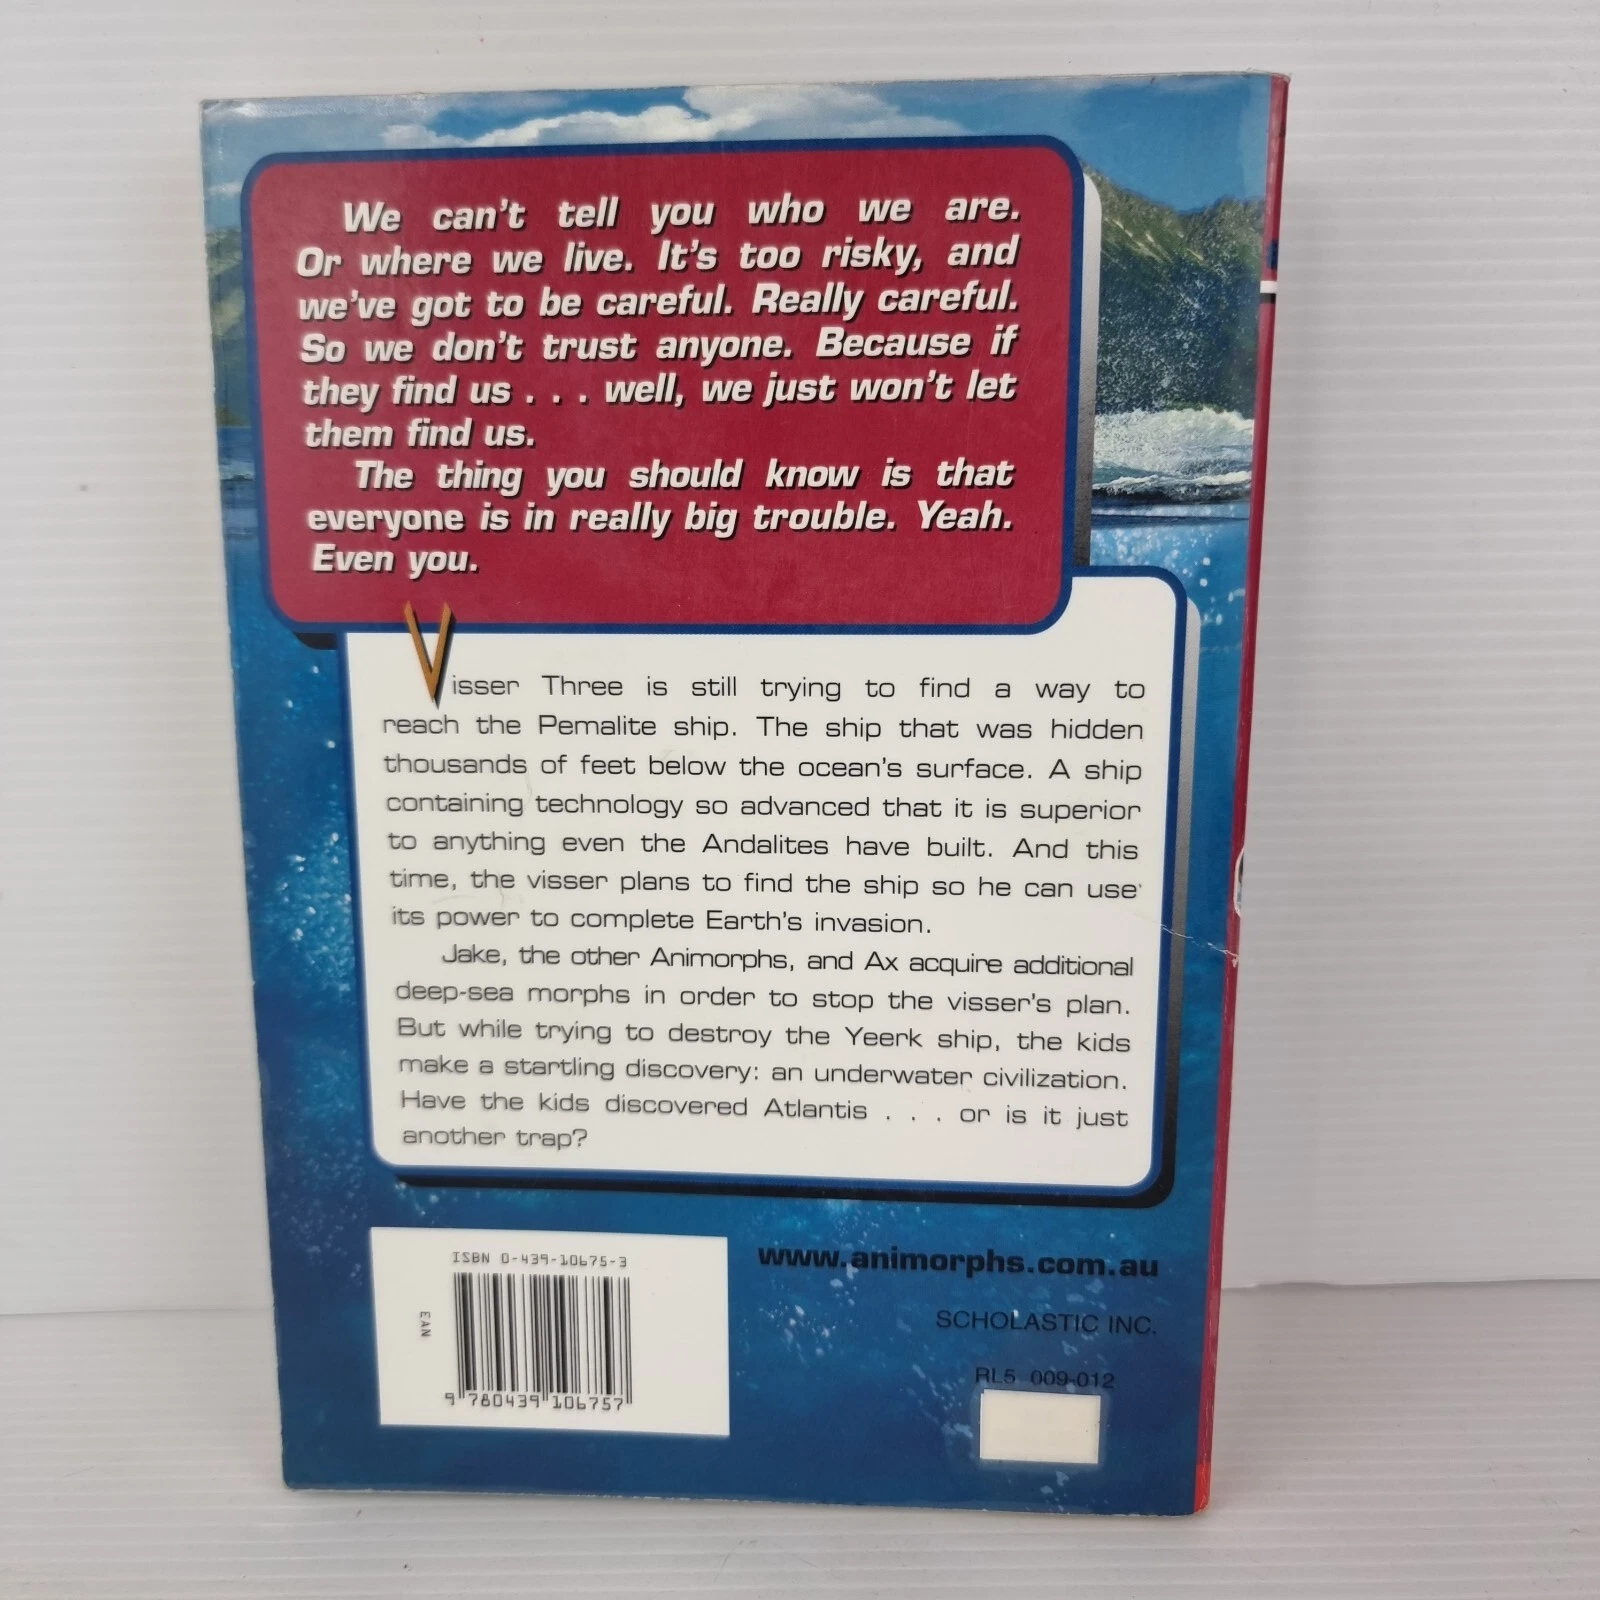 We can't tell you who we are.
Or where we live. It's too risky, and
we've got to be careful. Really careful.
So we don't trust anyone. Because if
they find us . . . well, we just won't let
them find us.
The thing you should know is that
everyone is in really big trouble. Yeah.
Even you.
Visser Three is still trying to find a way to
reach the Pemalite ship. The ship that was hidden
thousands of feet below the ocean's surface. A ship
containing technology so advanced that it is superior
to anything even the Andalites have built. And this
time, the visser plans to find the ship so he can use
its power to complete Earth's invasion.
Jake, the other Animorphs, and Ax acquire additional
deep-sea morphs in order to stop the visser's plan.
But while trying to destroy the Yeerk ship, the kids
make a startling discovery: an underwater civilization.
Have the kids discovered Atlantis . . . or is it just
another trap?
ISBN 0-439-10675-3
EAN
9 780439 106757
www.animorphs.com.au
SCHOLASTIC INC.
RL5 009-012